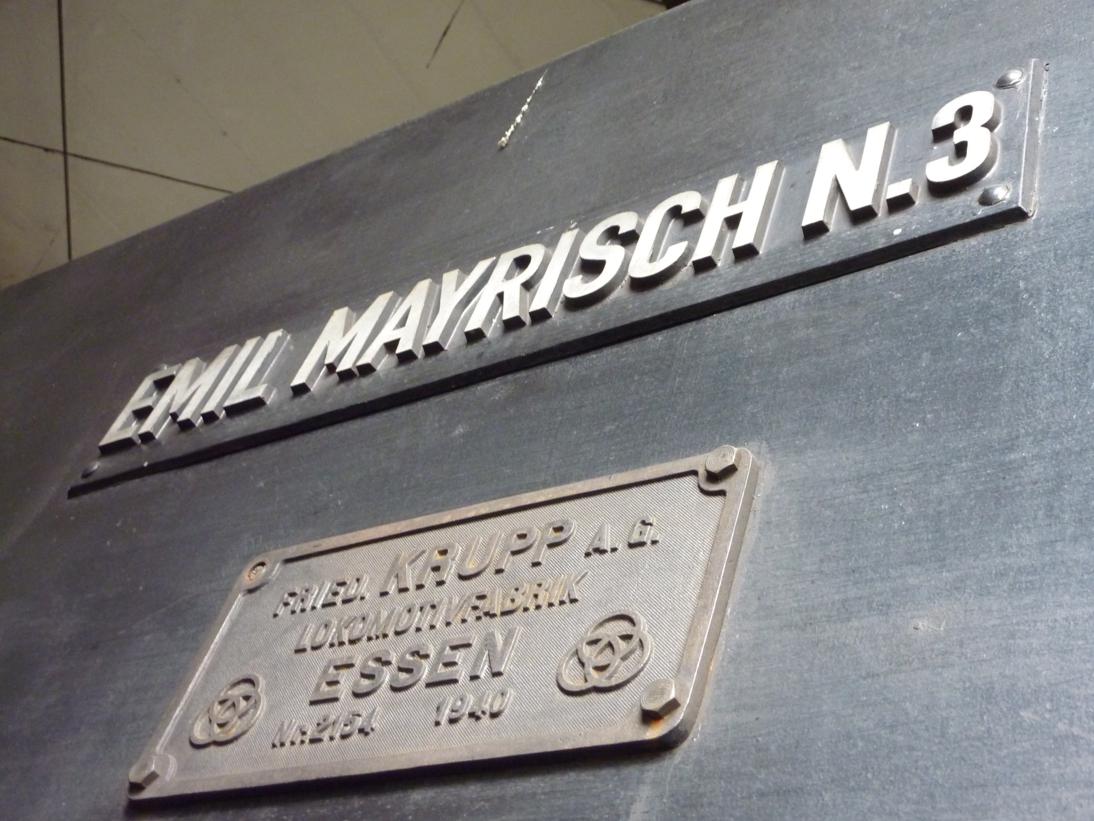 EMIL MAYRISCH N.3
FRIED. KRUPP A.G.
LOKOMOTIVFABRIK
ESSEN
Nr.2154 1940